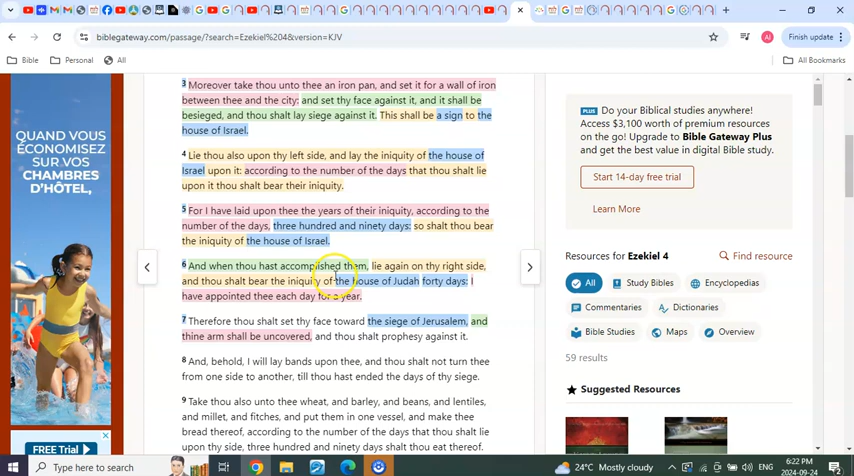 biblegateway.com/passage/?search=Ezekiel%204&version=KJV
AI
Finish update
Bible
Personal
All
All Bookmarks
QUAND VOUS
ÉCONOMISEZ
SUR VOS
CHAMBRES
D'HÔTEL,
FREE Trial
3 Moreover take thou unto thee an iron pan, and set it for a wall of iron
between thee and the city: and set thy face against it, and it shall be
besieged, and thou shalt lay siege against it. This shall be a sign to the
house of Israel.
4 Lie thou also upon thy left side, and lay the iniquity of the house of
Israel upon it: according to the number of the days that thou shalt lie
upon it thou shalt bear their iniquity.
5 For I have laid upon thee the years of their iniquity, according to the
number of the days, three hundred and ninety days: so shalt thou bear
the iniquity of the house of Israel.
6 And when thou hast accomplished them, lie again on thy right side,
and thou shalt bear the iniquity of the house of Judah forty days: I
have appointed thee each day for a year.
7 Therefore thou shalt set thy face toward the siege of Jerusalem, and
thine arm shall be uncovered, and thou shalt prophesy against it.
8 And, behold, I will lay bands upon thee, and thou shalt not turn thee
from one side to another, till thou hast ended the days of thy siege.
9 Take thou also unto thee wheat, and barley, and beans, and lentiles,
and millet, and fitches, and put them in one vessel, and make thee
bread thereof, according to the number of the days that thou shalt lie
upon thy side, three hundred and ninety days shalt thou eat thereof.
PLUS Do your Biblical studies anywhere!
Access $3,100 worth of premium resources
on the go! Upgrade to Bible Gateway Plus
and get the best value in digital Bible study.
Start 14-day free trial
Learn More
Resources for Ezekiel 4
Find resource
All
Study Bibles
Encyclopedias
Commentaries
Dictionaries
Bible Studies
Maps
Overview
59 results
Suggested Resources
Type here to search
24°C Mostly cloudy
ENG
6:22 PM
2024-09-24